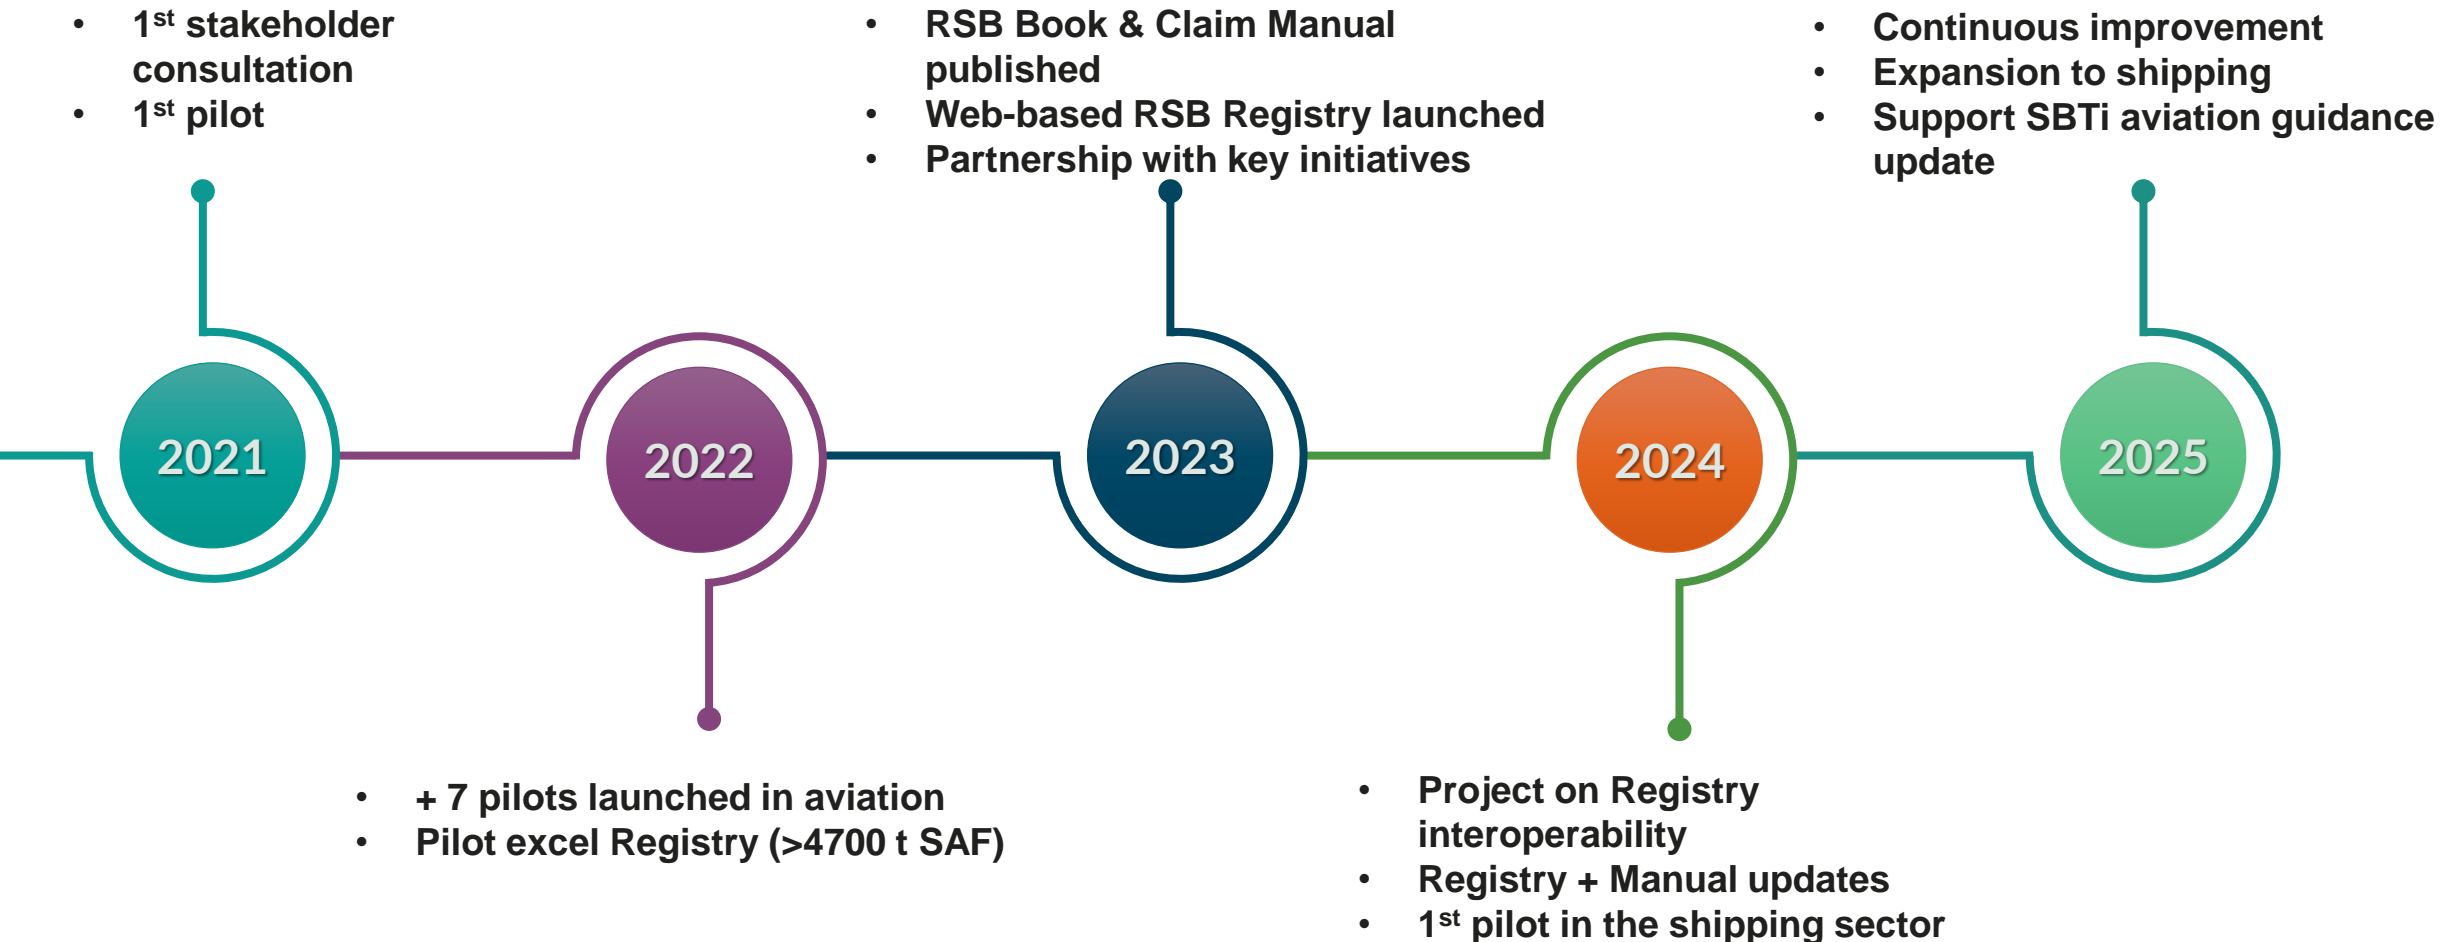 • 1st stakeholder
consultation
• 1st pilot
• RSB Book & Claim Manual
published
• Web-based RSB Registry launched
• Partnership with key initiatives
• Continuous improvement
• Expansion to shipping
• Support SBTi aviation guidance
update
2021
2022
2023
2024
2025
• + 7 pilots launched in aviation
• Pilot excel Registry (>4700 t SAF)
• Project on Registry
interoperability
• Registry + Manual updates
• 1st pilot in the shipping sector